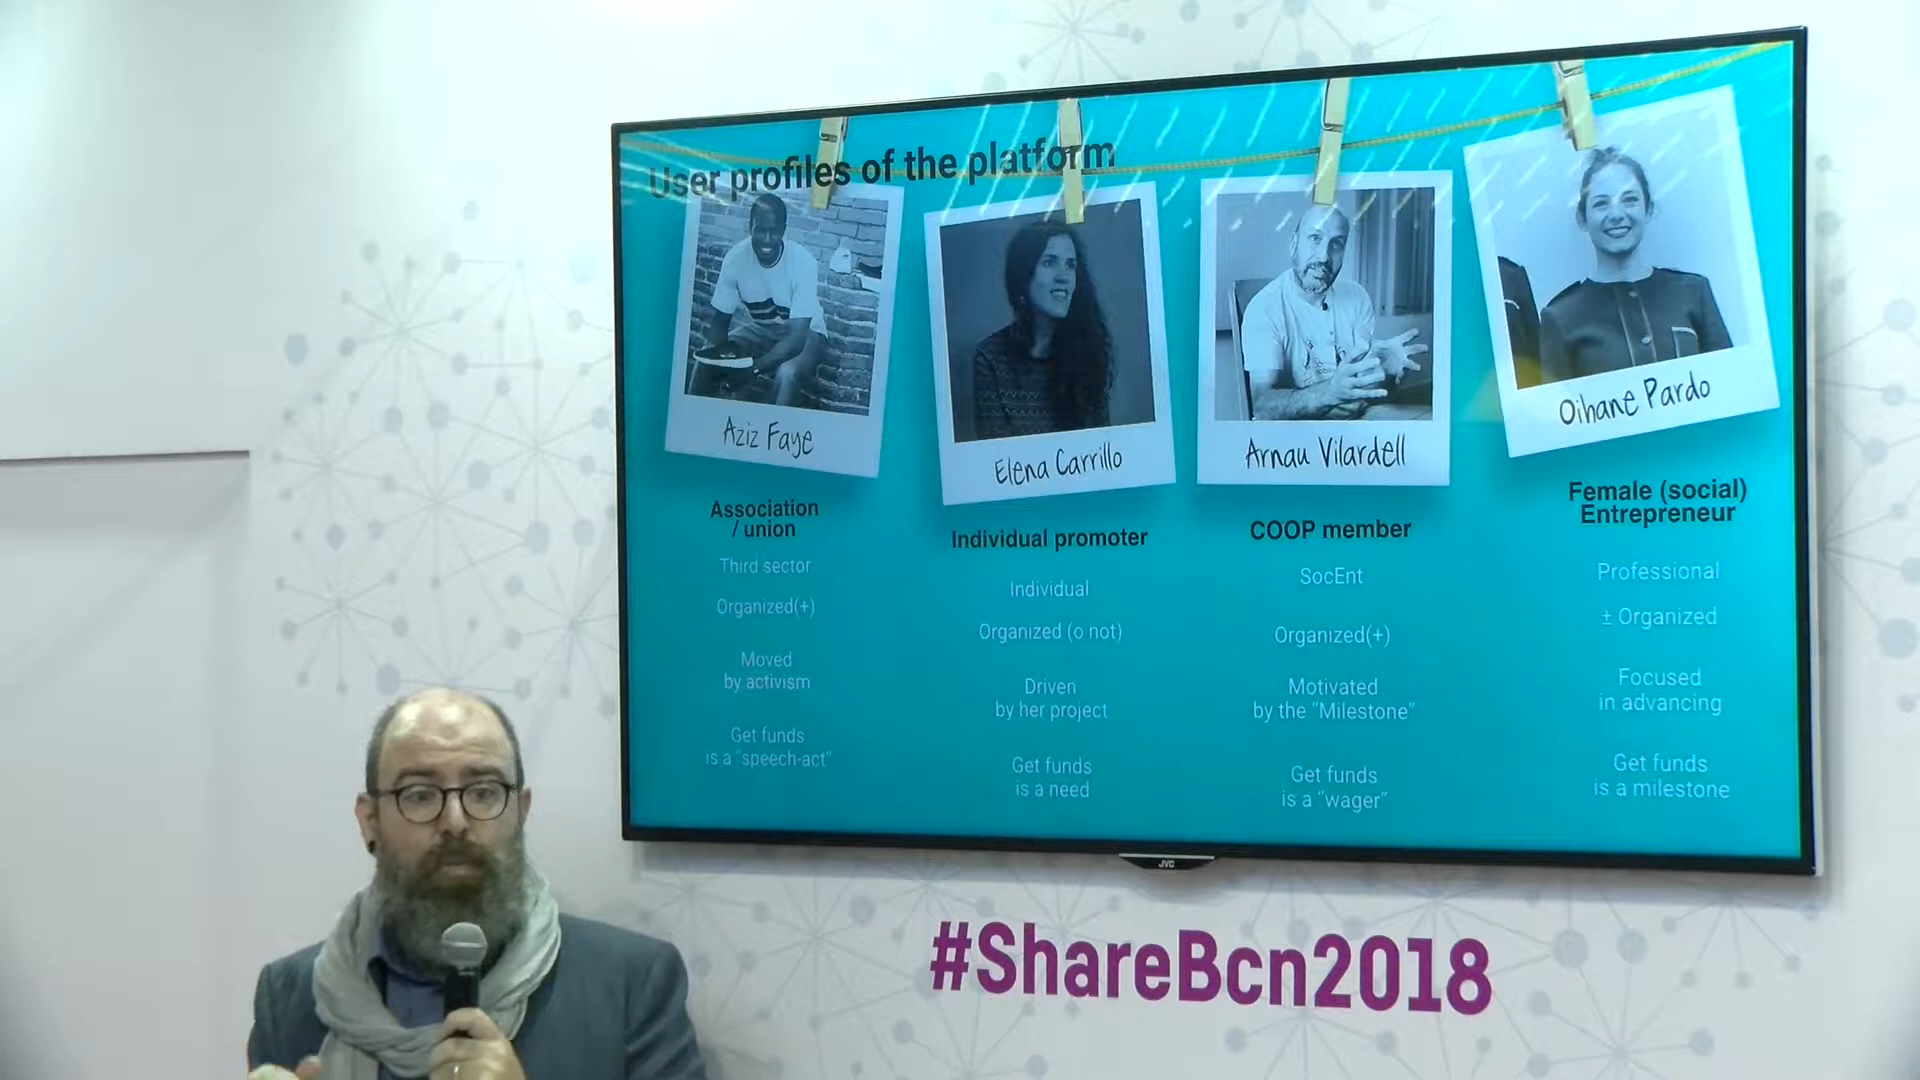 User profiles of the platform
Aziz Faye
Association
/ union
Third sector
Organized(+)
Moved
by activism
Get funds
is a "speech-act"
Elena Carrillo
Individual promoter
Individual
Organized (o not)
Driven
by her project
Get funds
is a need
Arnau Vilardell
COOP member
SocEnt
Organized(+)
Motivated
by the "Milestone"
Get funds
is a "wager"
Oihane Pardo
Female (social)
Entrepreneur
Professional
± Organized
Focused
in advancing
Get funds
is a milestone
JVC
#ShareBcn2018